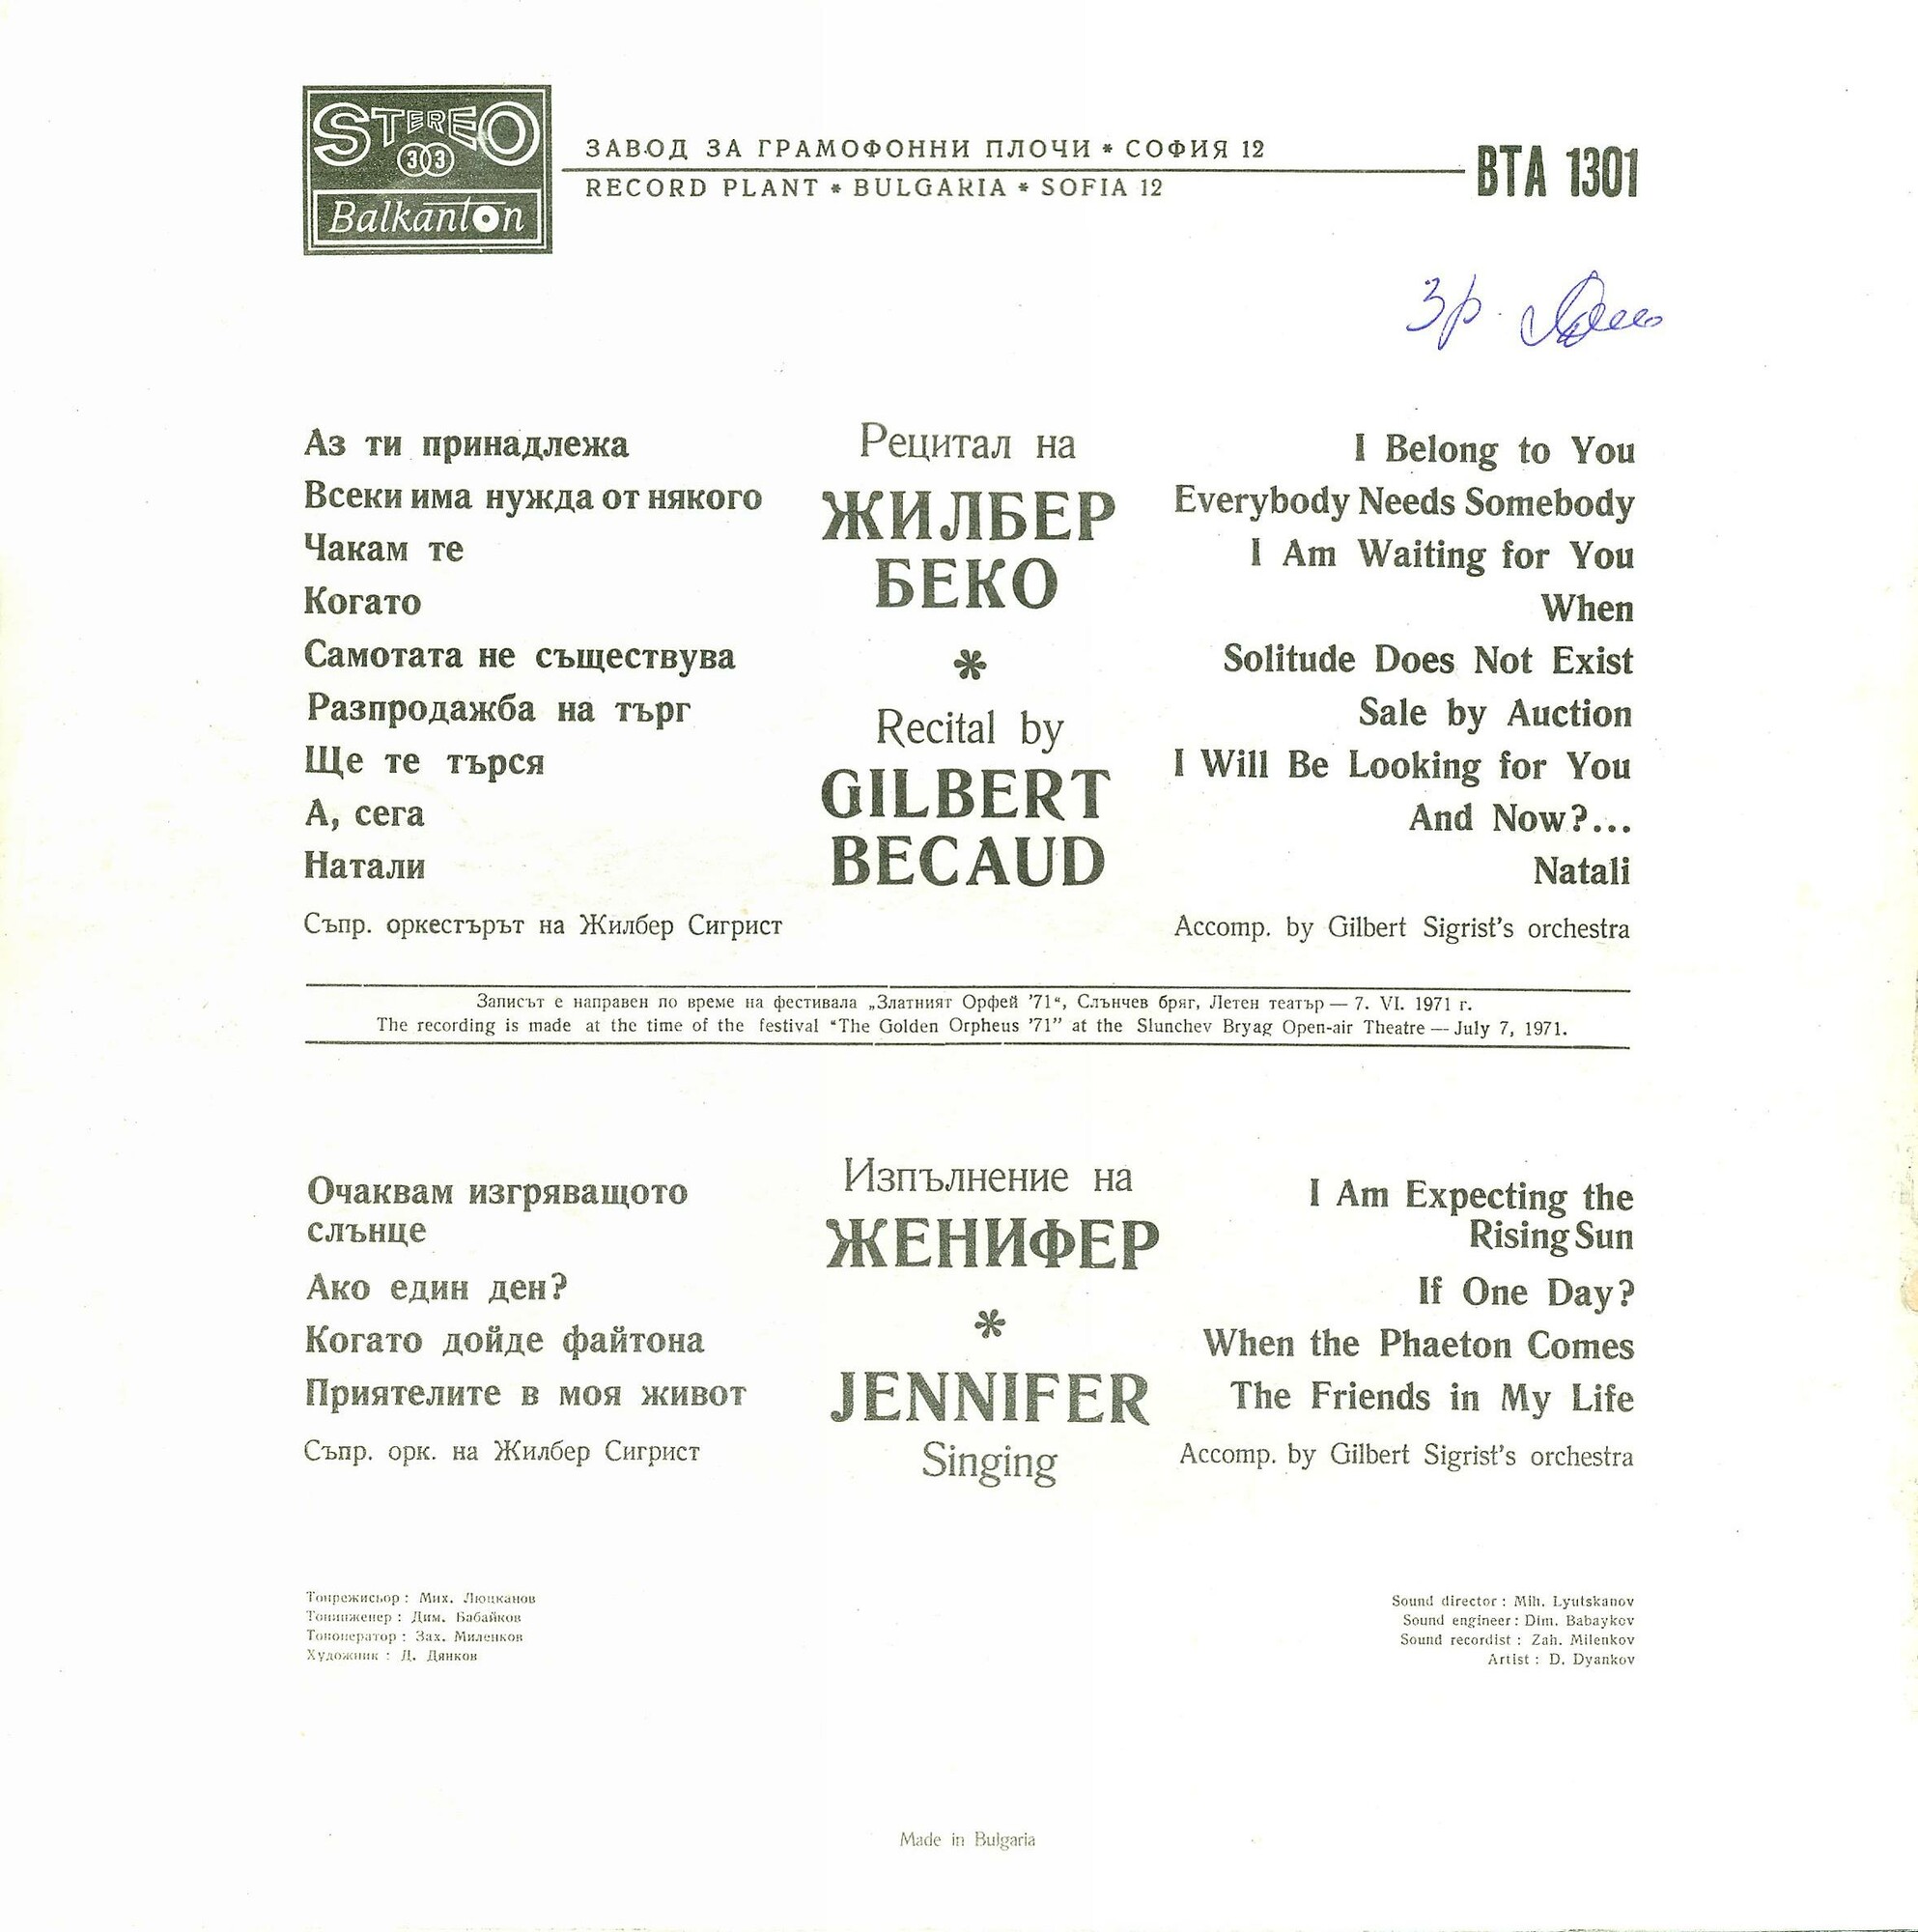 STEREO
33
Balkanton
ЗАВОД ЗА ГРАМОФОННИ ПЛОЧИ * СОФИЯ 12
RECORD PLANT * BULGARIA * SOFIA 12
ВТА 1301
3р.
Аз ти принадлежа
Всеки има нужда от някого
Чакам те
Когато
Самотата не съществува
Разпродажба на търг
Ще те търся
А, сега
Натали
Съпр. оркестърът на Жилбер Сигрист
Рецитал на
ЖИЛБЕР
БЕКО
*
Recital by
GILBERT
BECAUD
I Belong to You
Everybody Needs Somebody
I Am Waiting for You
When
Solitude Does Not Exist
Sale by Auction
I Will Be Looking for You
And Now?...
Natali
Accomp. by Gilbert Sigrist's orchestra
Записът е направен по време на фестивала „Златният Орфей '71“, Слънчев бряг, Летен театър — 7. VI. 1971 г.
The recording is made at the time of the festival “The Golden Orpheus '71” at the Slunchev Bryag Open-air Theatre — July 7, 1971.
Очаквам изгряващото
слънце
Ако един ден?
Когато дойде файтона
Приятелите в моя живот
Съпр. орк. на Жилбер Сигрист
Изпълнение на
ЖЕНИФЕР
*
JENNIFER
Singing
I Am Expecting the
Rising Sun
If One Day?
When the Phaeton Comes
The Friends in My Life
Accomp. by Gilbert Sigrist's orchestra
Тонрежисьор : Мих. Люцканов
Тонинженер : Дим. Бабайков
Тоноператор : Зах. Миленков
Художник : Д. Дянков
Sound director : Mih. Lyutskanov
Sound engineer : Dim. Babaykov
Sound recordist : Zah. Milenkov
Artist : D. Dyankov
Made in Bulgaria